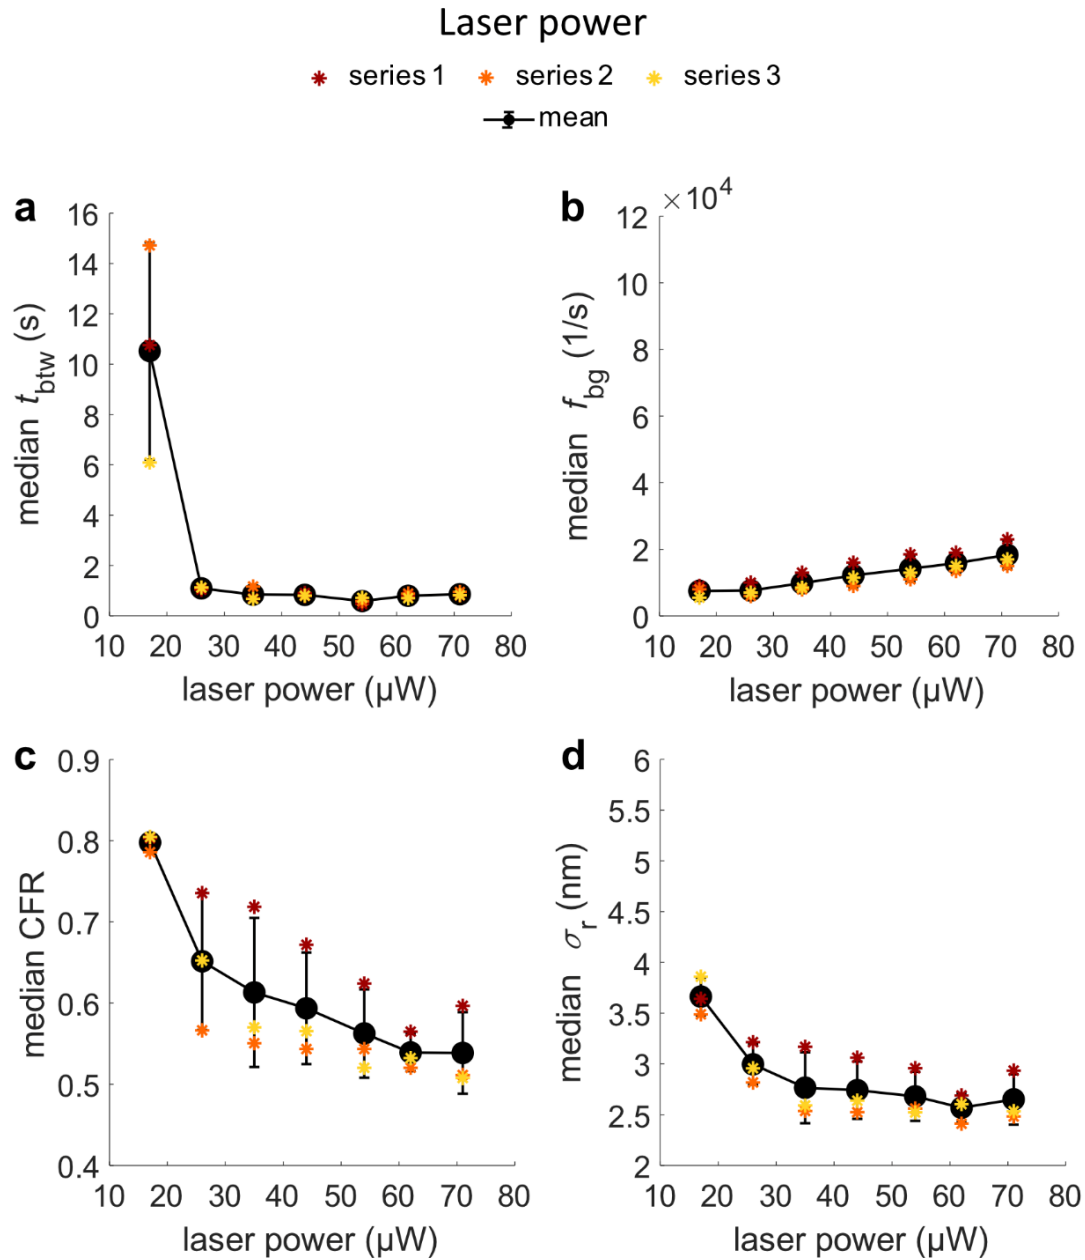 Laser power
series 1 series 2 series 3
mean
a
median t_btw (s)
16
14
12
10
8
6
4
2
0
10 20 30 40 50 60 70 80
laser power (µW)
b
×10⁴
median f_bg (1/s)
12
10
8
6
4
2
0
10 20 30 40 50 60 70 80
laser power (µW)
c
median CFR
0.9
0.8
0.7
0.6
0.5
0.4
10 20 30 40 50 60 70 80
laser power (µW)
d
median σ_r (nm)
6
5.5
5
4.5
4
3.5
3
2.5
2
10 20 30 40 50 60 70 80
laser power (µW)